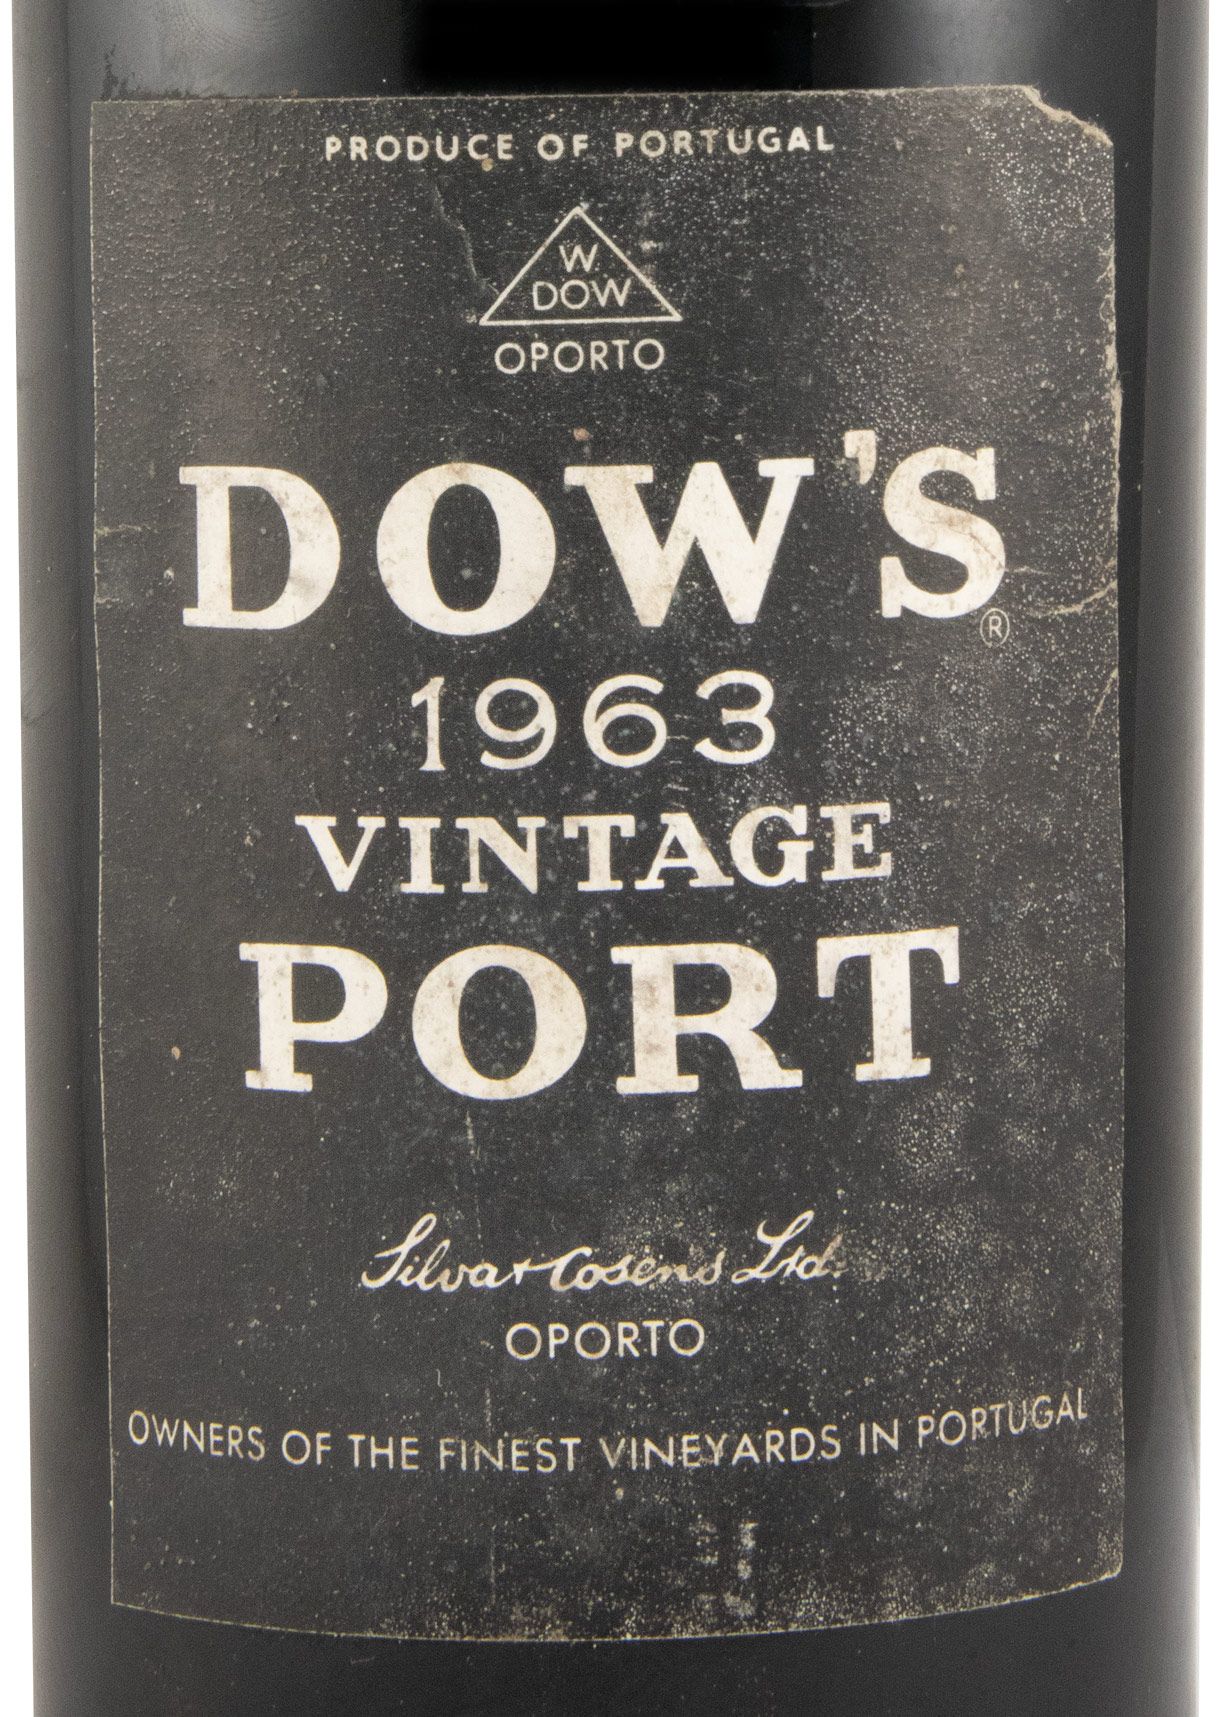 PRODUCE OF PORTUGAL
W.
DOW
OPORTO
DOW'S
®
1963
VINTAGE
PORT
Silva & Cosens Ltd.
OPORTO
OWNERS OF THE FINEST VINEYARDS IN PORTUGAL